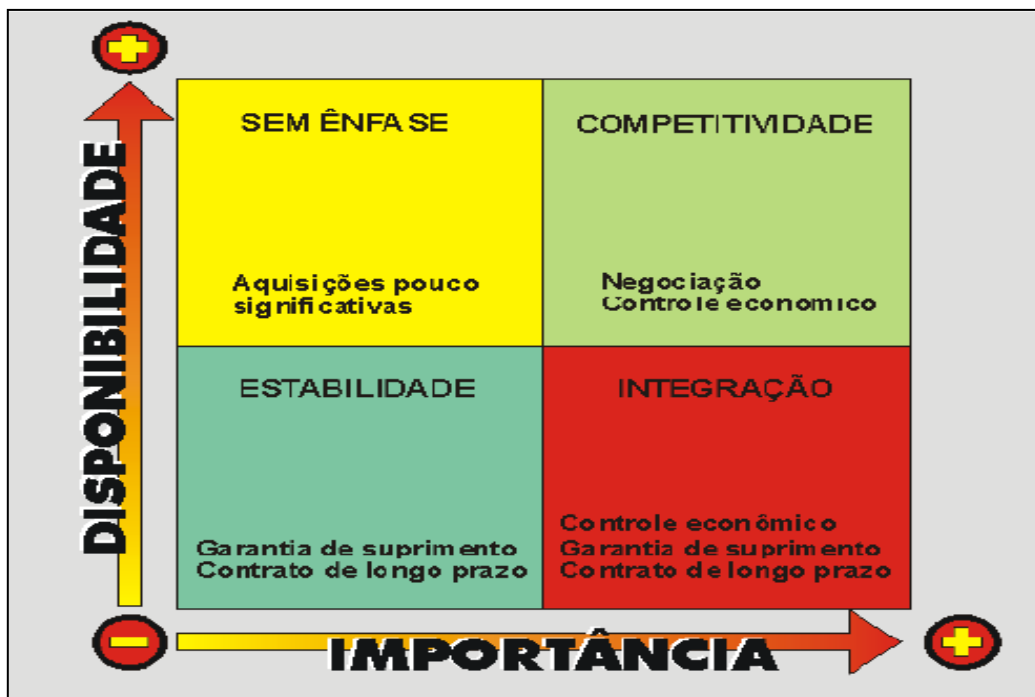 SEM ÊNFASE
Aquisições pouco
significativas
COMPETITIVIDADE
Negociação
Controle economico
ESTABILIDADE
Garantia de suprimento
Contrato de longo prazo
INTEGRAÇÃO
Controle econômico
Garantia de suprimento
Contrato de longo prazo
DISPONIBILIDADE
IMPORTÂNCIA